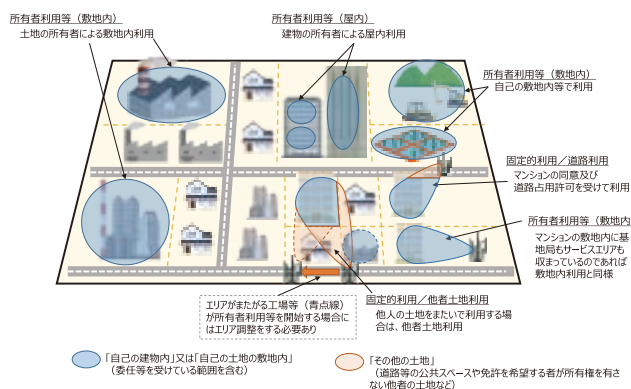 所有者利用等（敷地内）
土地の所有者による敷地内利用
所有者利用等（屋内）
建物の所有者による屋内利用
所有者利用等（敷地内）
自己の敷地内等で利用
固定的利用／道路利用
マンションの同意及び
道路占用許可を受けて利用
所有者利用等（敷地内
マンションの敷地内に基
地局もサービスエリアも
収まっているのであれば
敷地内利用と同様
固定的利用／他者土地利用
他人の土地をまたいで利用する場
合は、他者土地利用
エリアがまたがる工場等（青点線）
が所有者利用等を開始する場合に
はエリア調整をする必要あり
「自己の建物内」又は「自己の土地の敷地内」
（委任等を受けている範囲を含む）
「その他の土地」
（道路等の公共スペースや免許を希望する者が所有権を有さ
ない他者の土地など）